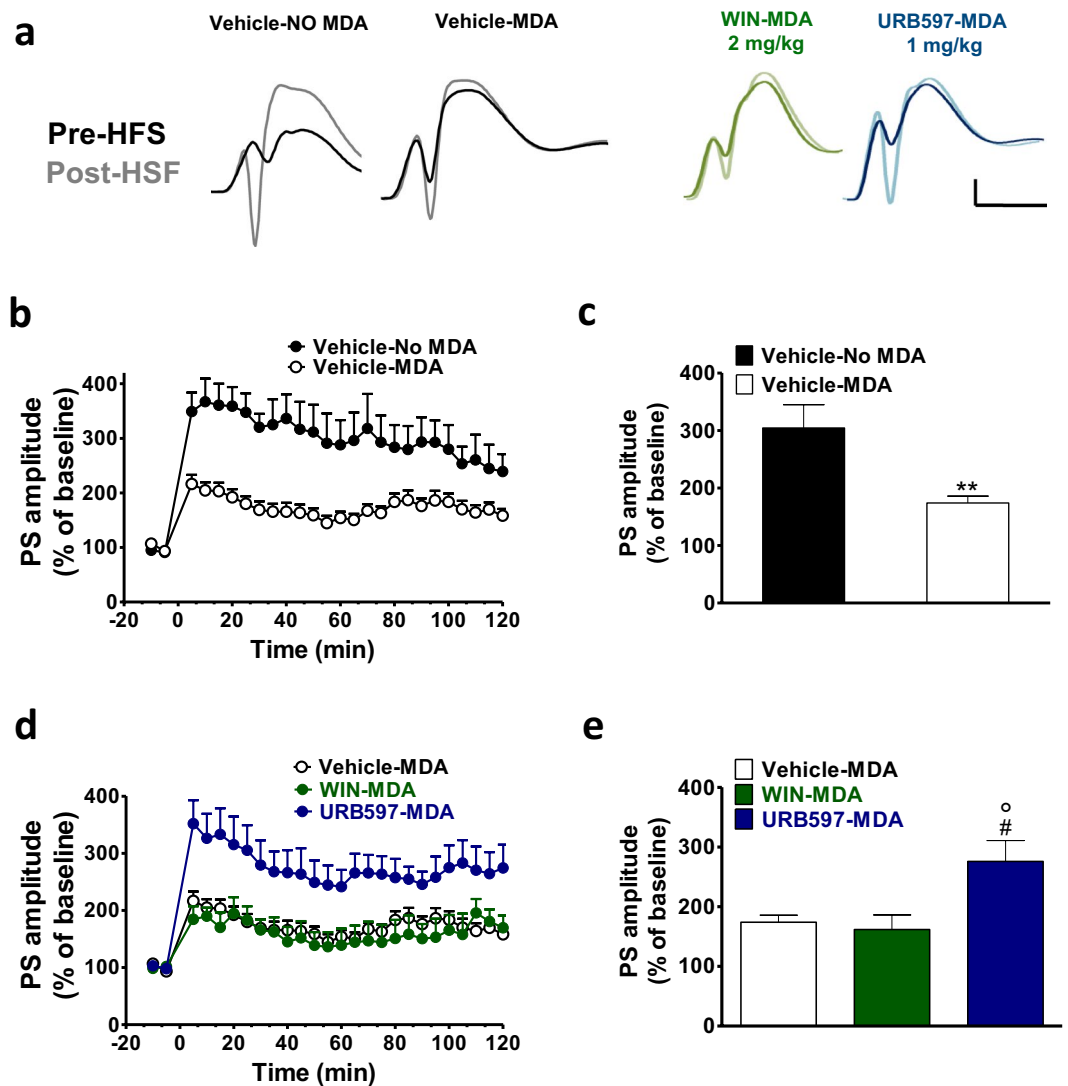 a
Vehicle-NO MDA
Vehicle-MDA
WIN-MDA
2 mg/kg
URB597-MDA
1 mg/kg
Pre-HFS
Post-HSF
b
Vehicle-No MDA
Vehicle-MDA
PS amplitude
(% of baseline)
400
300
200
100
0
-20 0 20 40 60 80 100 120
Time (min)
c
Vehicle-No MDA
Vehicle-MDA
PS amplitude
(% of baseline)
400
300
200
100
0
**
d
Vehicle-MDA
WIN-MDA
URB597-MDA
PS amplitude
(% of baseline)
400
300
200
100
0
-20 0 20 40 60 80 100 120
Time (min)
e
Vehicle-MDA
WIN-MDA
URB597-MDA
PS amplitude
(% of baseline)
400
300
200
100
0
°
#